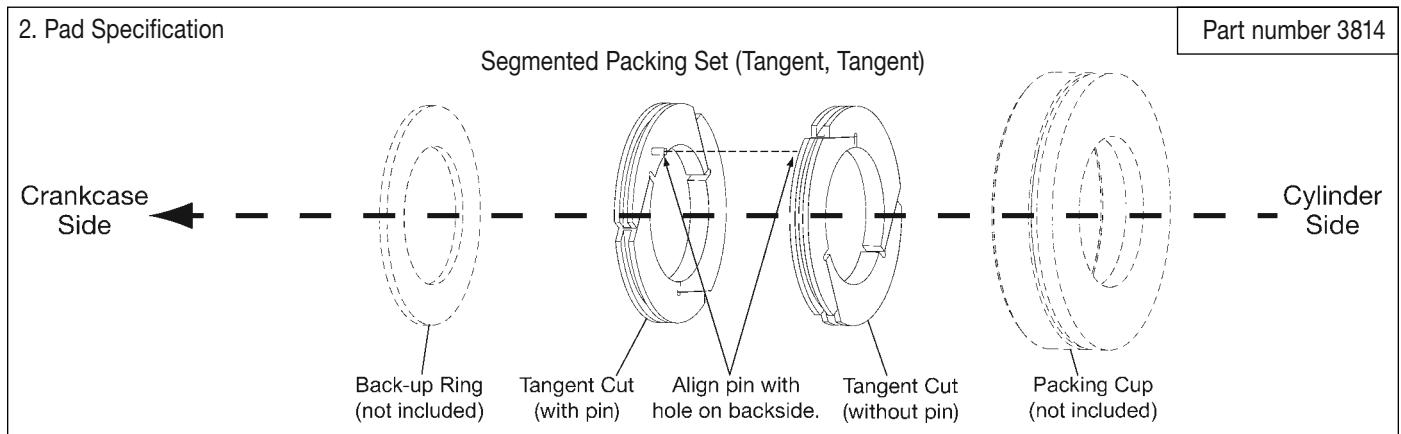 2. Pad Specification
Part number 3814
Segmented Packing Set (Tangent, Tangent)
Crankcase
Side
Cylinder
Side
Back-up Ring
(not included)
Tangent Cut
(with pin)
Align pin with
hole on backside.
Tangent Cut
(without pin)
Packing Cup
(not included)